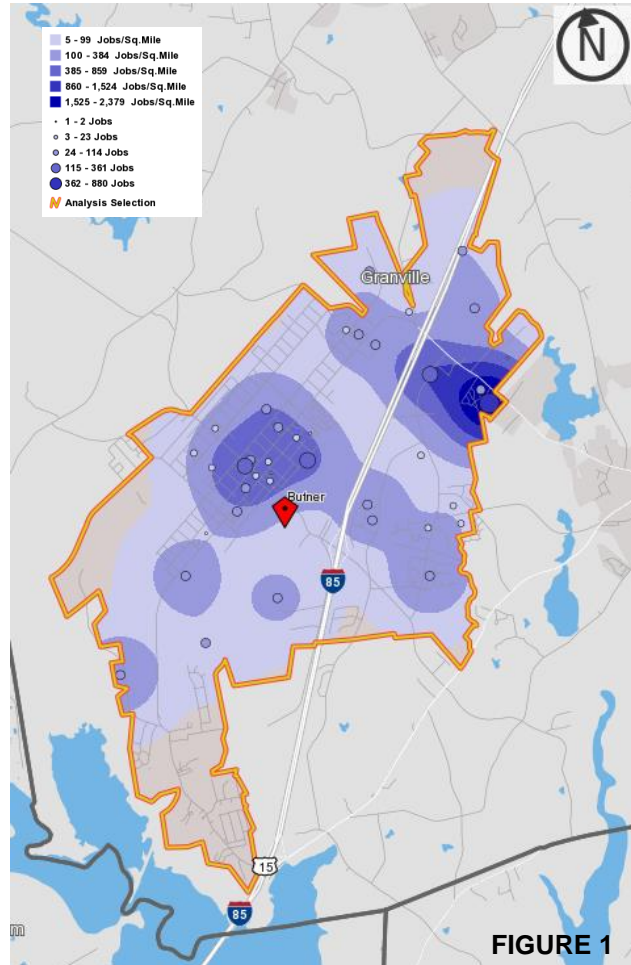 5 - 99 Jobs/Sq.Mile
100 - 384 Jobs/Sq.Mile
385 - 859 Jobs/Sq.Mile
860 - 1,524 Jobs/Sq.Mile
1,525 - 2,379 Jobs/Sq.Mile
1 - 2 Jobs
3 - 23 Jobs
24 - 114 Jobs
115 - 361 Jobs
362 - 880 Jobs
Analysis Selection
N
Granville
Butner
85
15
85
m
FIGURE 1